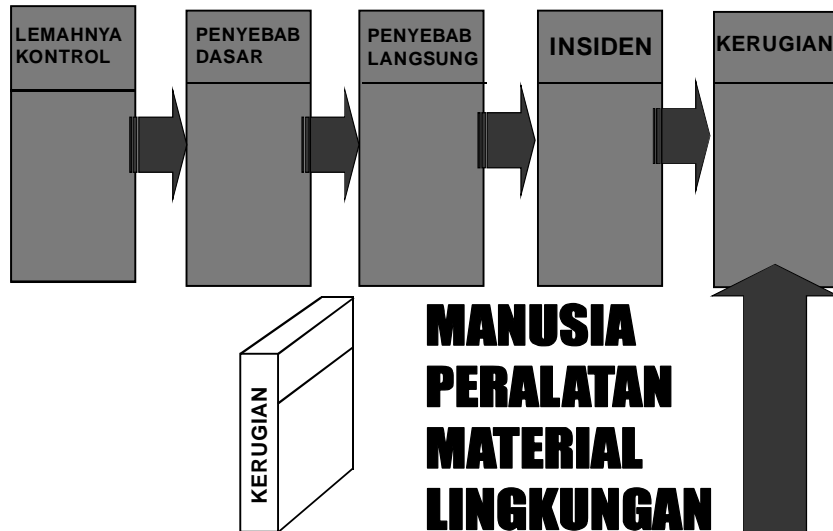 LEMAHNYA
KONTROL
PENYEBAB
DASAR
PENYEBAB
LANGSUNG
INSIDEN
KERUGIAN
KERUGIAN
MANUSIA
PERALATAN
MATERIAL
LINGKUNGAN